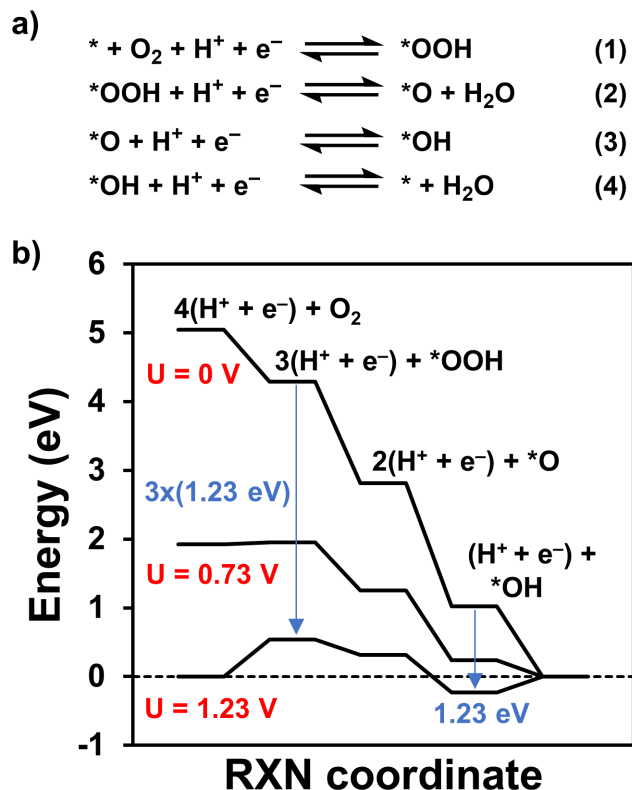 a)
* + O₂ + H⁺ + e⁻ ⇌ *OOH (1)
*OOH + H⁺ + e⁻ ⇌ *O + H₂O (2)
*O + H⁺ + e⁻ ⇌ *OH (3)
*OH + H⁺ + e⁻ ⇌ * + H₂O (4)
b)
6
5
4
3
2
1
0
-1
Energy (eV)
4(H⁺ + e⁻) + O₂
U = 0 V
3(H⁺ + e⁻) + *OOH
2(H⁺ + e⁻) + *O
3x(1.23 eV)
(H⁺ + e⁻) +
*OH
U = 0.73 V
U = 1.23 V
1.23 eV
RXN coordinate